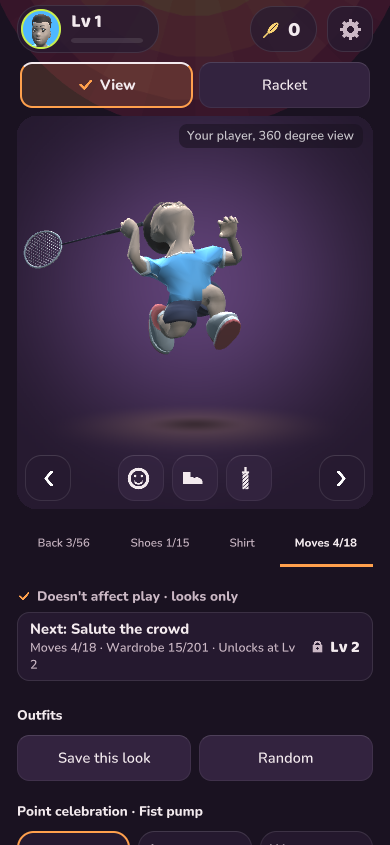 Lv 1
0
View
Racket
Your player, 360 degree view
Back 3/56
Shoes 1/15
Shirt
Moves 4/18
Doesn't affect play · looks only
Next: Salute the crowd
Moves 4/18 · Wardrobe 15/201 · Unlocks at Lv
2
Lv 2
Outfits
Save this look
Random
Point celebration · Fist pump